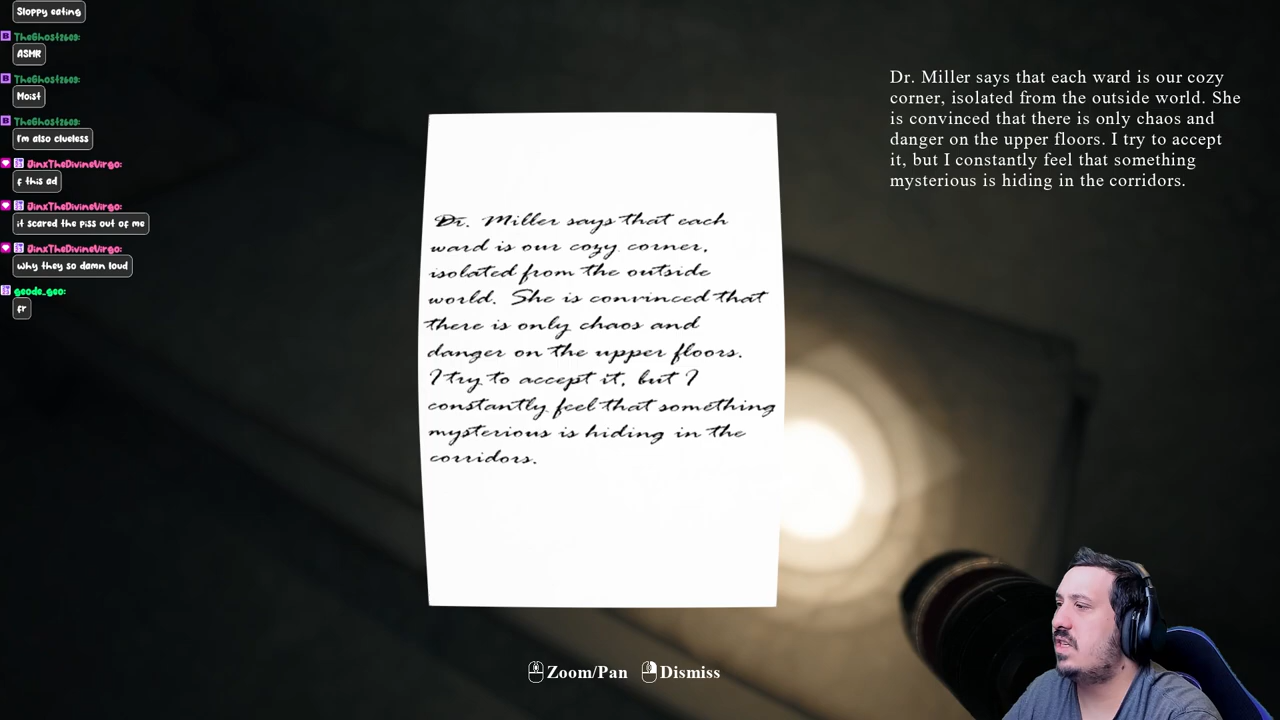 Sloppy eating
TheGhost2609:
ASMR
TheGhost2609:
Moist
TheGhost2609:
I'm also clueless
JinxTheDivineVirgo:
f this ad
JinxTheDivineVirgo:
it scared the piss out of me
JinxTheDivineVirgo:
why they so damn loud
geode_geo:
fr
Dr. Miller says that each
ward is our cozy corner,
isolated from the outside
world. She is convinced that
there is only chaos and
danger on the upper floors.
I try to accept it, but I
constantly feel that something
mysterious is hiding in the
corridors.
Dr. Miller says that each ward is our cozy
corner, isolated from the outside world. She
is convinced that there is only chaos and
danger on the upper floors. I try to accept
it, but I constantly feel that something
mysterious is hiding in the corridors.
Zoom/Pan Dismiss